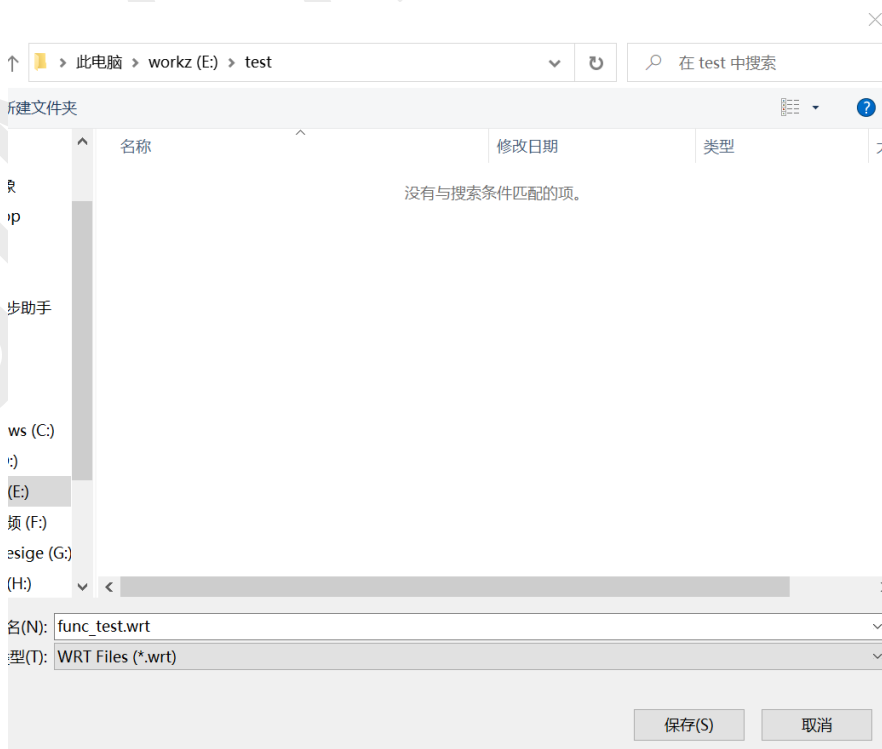 此电脑 > workz (E:) > test
在 test 中搜索
新建文件夹
名称 修改日期 类型
没有与搜索条件匹配的项。
象
op
步助手
ws (C:)
:)
(E:)
频 (F:)
esige (G:)
(H:)
名(N): func_test.wrt
类型(T): WRT Files (*.wrt)
保存(S) 取消